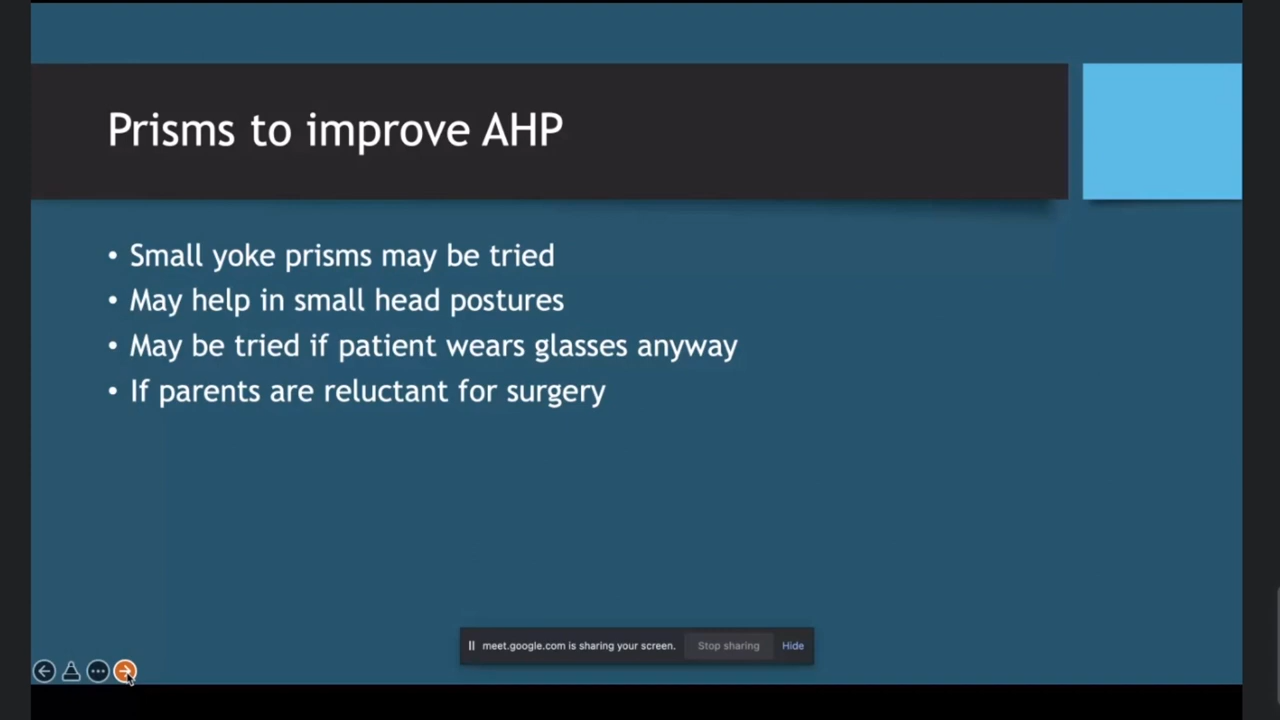 Prisms to improve AHP
• Small yoke prisms may be tried
• May help in small head postures
• May be tried if patient wears glasses anyway
• If parents are reluctant for surgery
meet.google.com is sharing your screen. Stop sharing Hide